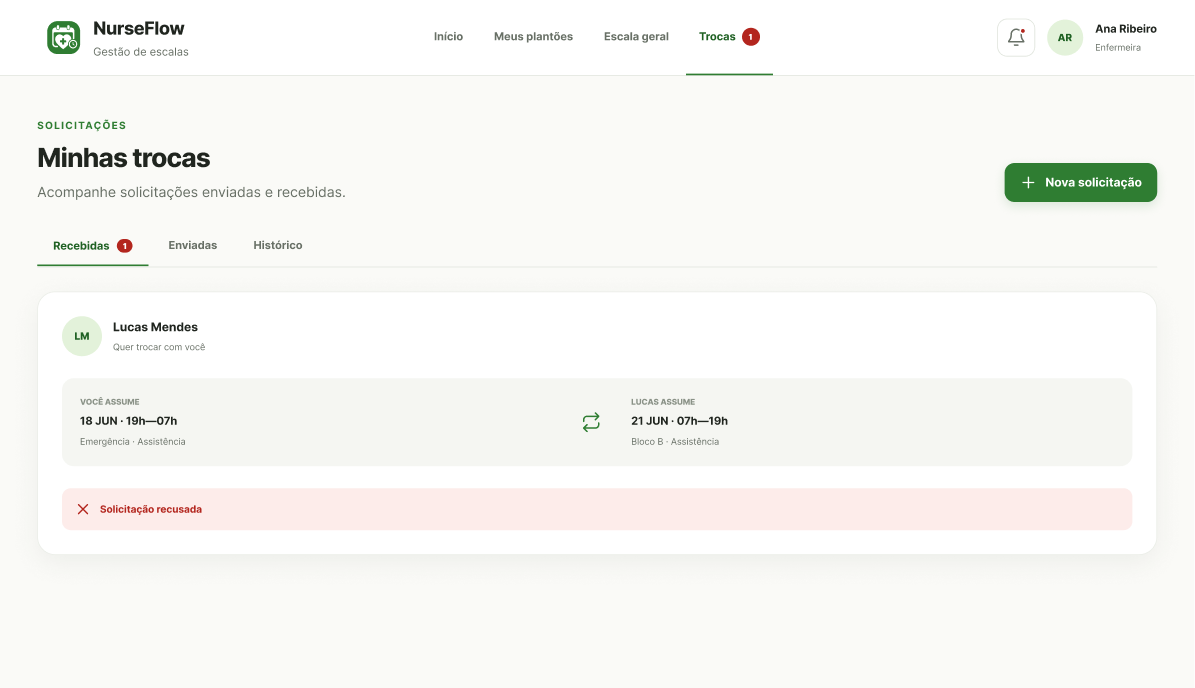 NurseFlow
Gestão de escalas
Início
Meus plantões
Escala geral
Trocas 1
AR
Ana Ribeiro
Enfermeira
SOLICITAÇÕES
Minhas trocas
Acompanhe solicitações enviadas e recebidas.
Nova solicitação
Recebidas 1
Enviadas
Histórico
LM
Lucas Mendes
Quer trocar com você
VOCÊ ASSUME
18 JUN · 19h—07h
Emergência · Assistência
LUCAS ASSUME
21 JUN · 07h—19h
Bloco B · Assistência
Solicitação recusada